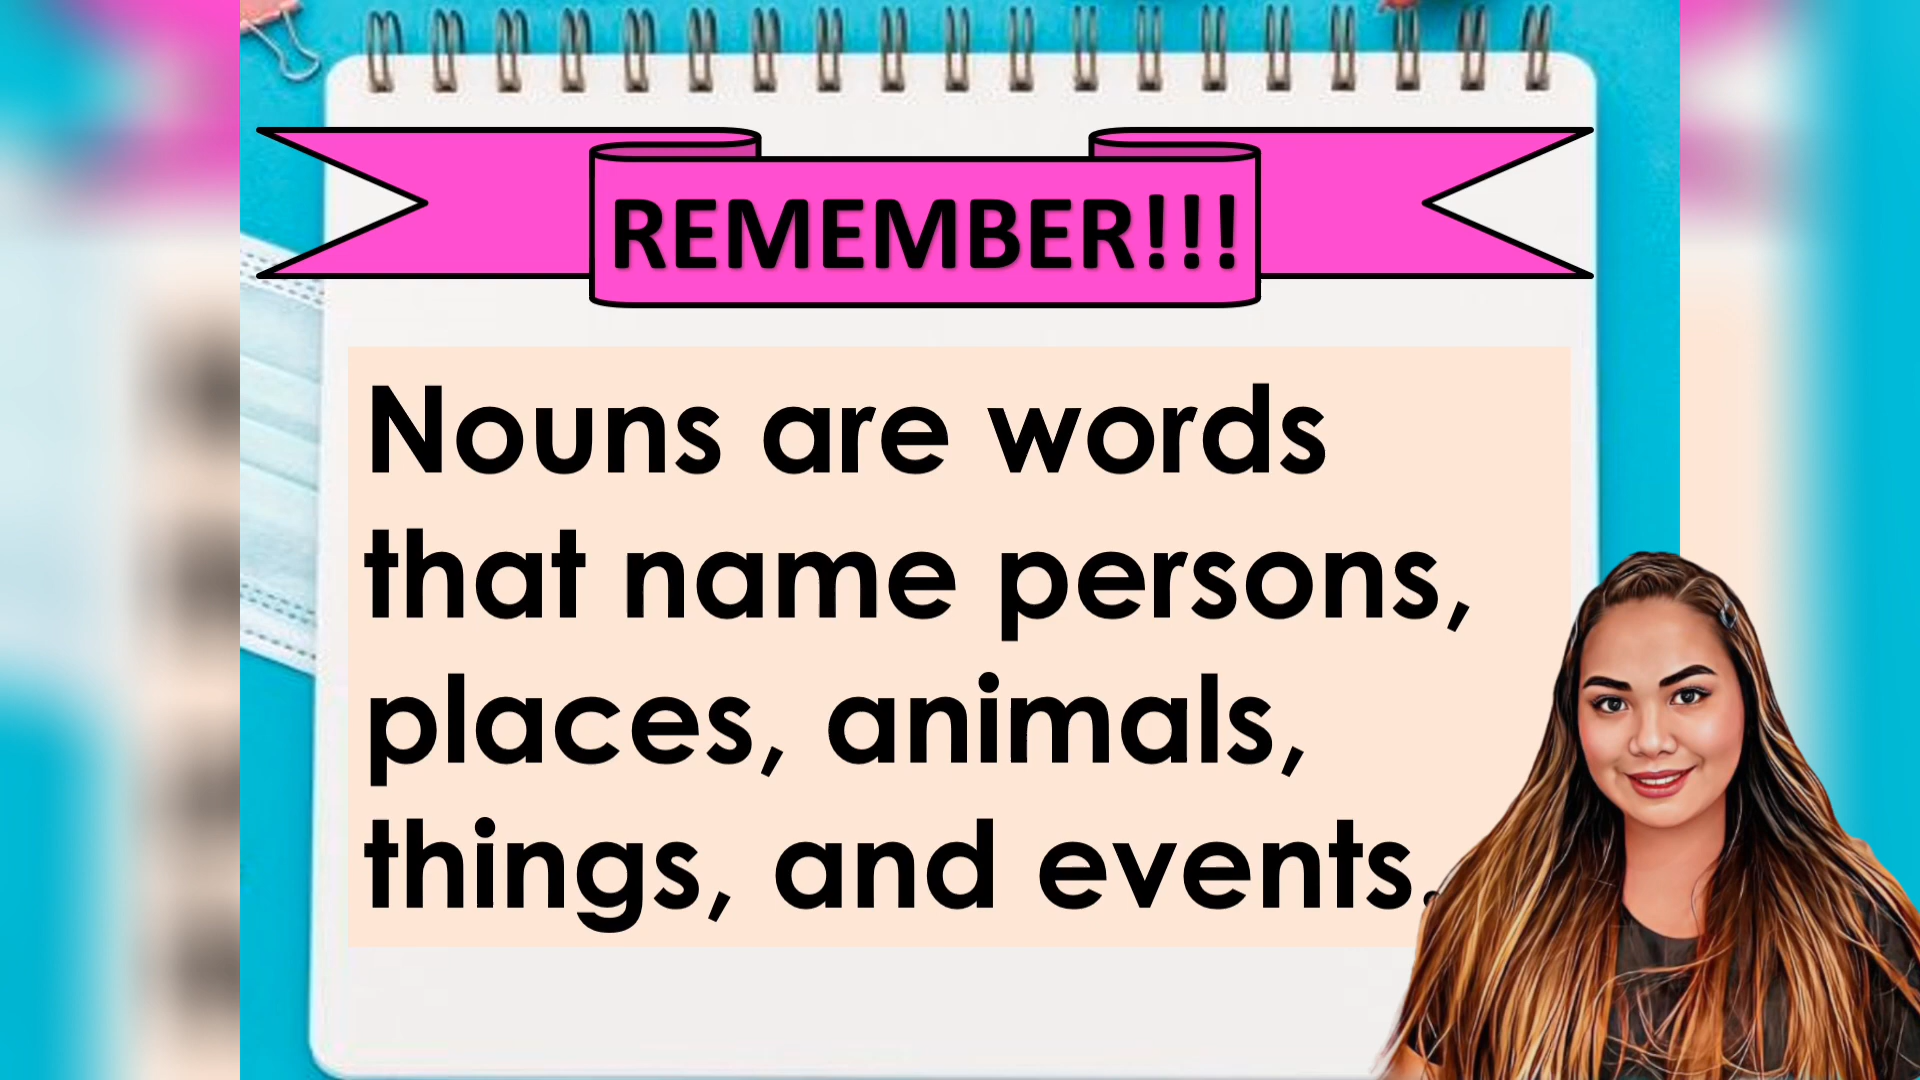 REMEMBER!!!
Nouns are words
that name persons,
places, animals,
things, and events.